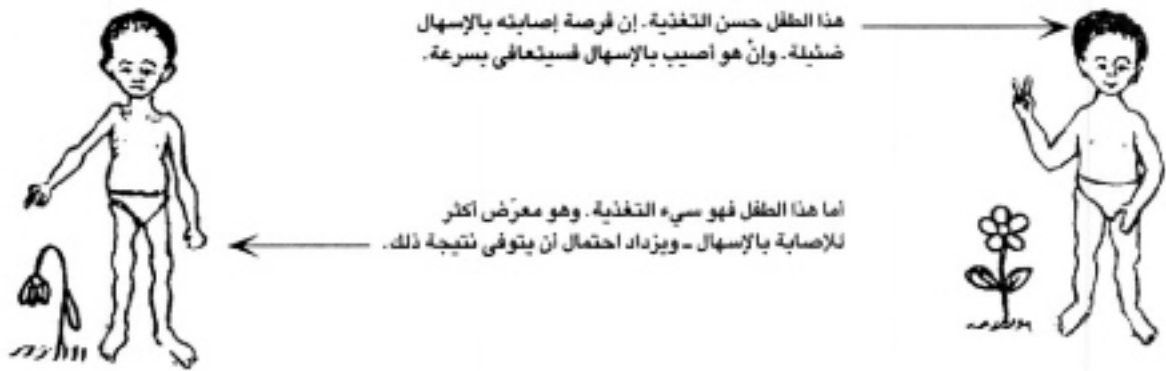 هذا الطفل حسن التغذية. إن فرصة إصابته بالإسهال
ضئيلة. وإنْ هو أصيب بالإسهال فسيتعافى بسرعة.
أما هذا الطفل فهو سيء التغذية. وهو معرّض أكثر
للإصابة بالإسهال ـ ويزداد احتمال أن يتوفى نتيجة ذلك.